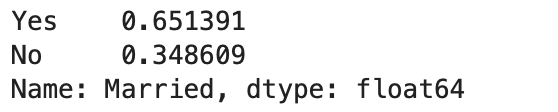 Yes    0.651391
No     0.348609
Name: Married, dtype: float64